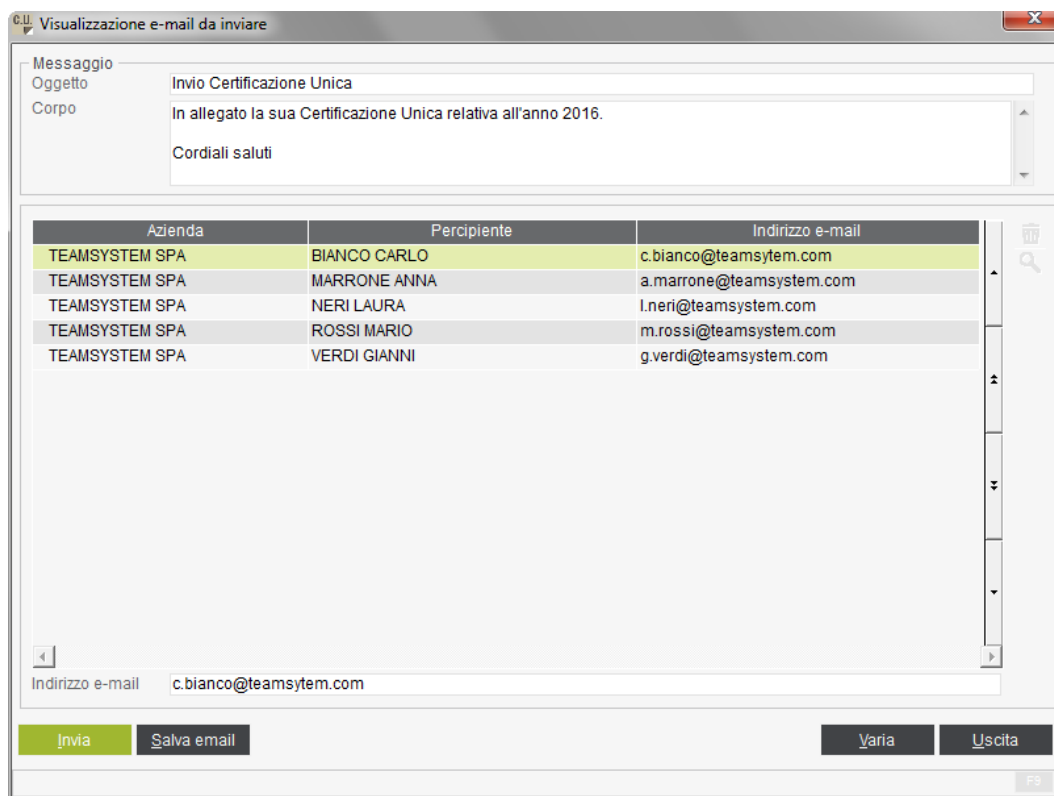 C.U. Visualizzazione e-mail da inviare
Messaggio
Oggetto Invio Certificazione Unica
Corpo In allegato la sua Certificazione Unica relativa all'anno 2016.
Cordiali saluti
Azienda Percipiente Indirizzo e-mail
TEAMSYSTEM SPA BIANCO CARLO c.bianco@teamsytem.com
TEAMSYSTEM SPA MARRONE ANNA a.marrone@teamsystem.com
TEAMSYSTEM SPA NERI LAURA l.neri@teamsystem.com
TEAMSYSTEM SPA ROSSI MARIO m.rossi@teamsystem.com
TEAMSYSTEM SPA VERDI GIANNI g.verdi@teamsystem.com
Indirizzo e-mail c.bianco@teamsytem.com
Invia Salva email Varia Uscita
F9